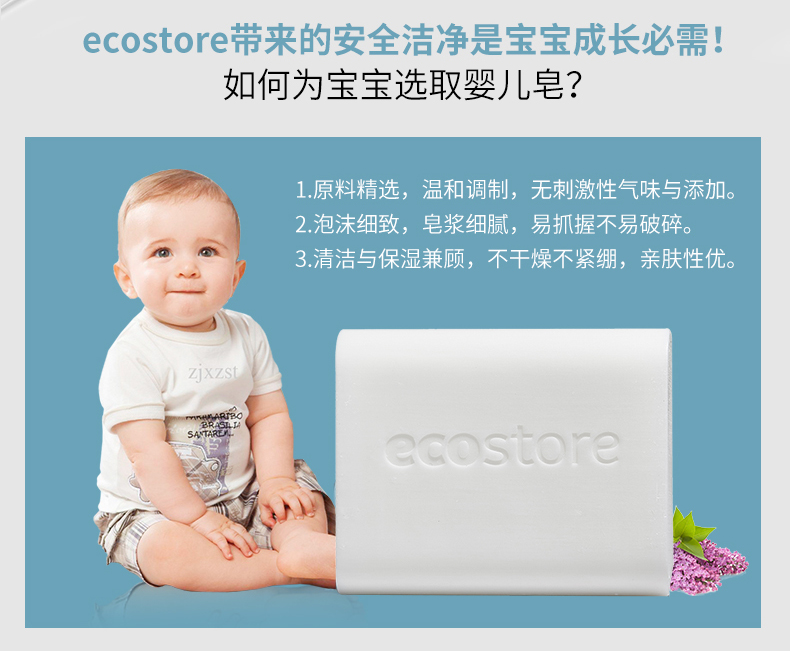 ecostore带来的安全洁净是宝宝成长必需！
如何为宝宝选取婴儿皂？
1.原料精选，温和调制，无刺激性气味与添加。
2.泡沫细致，皂浆细腻，易抓握不易破碎。
3.清洁与保湿兼顾，不干燥不紧绷，亲肤性优。
zjxzst
BRASILIA
ecostore